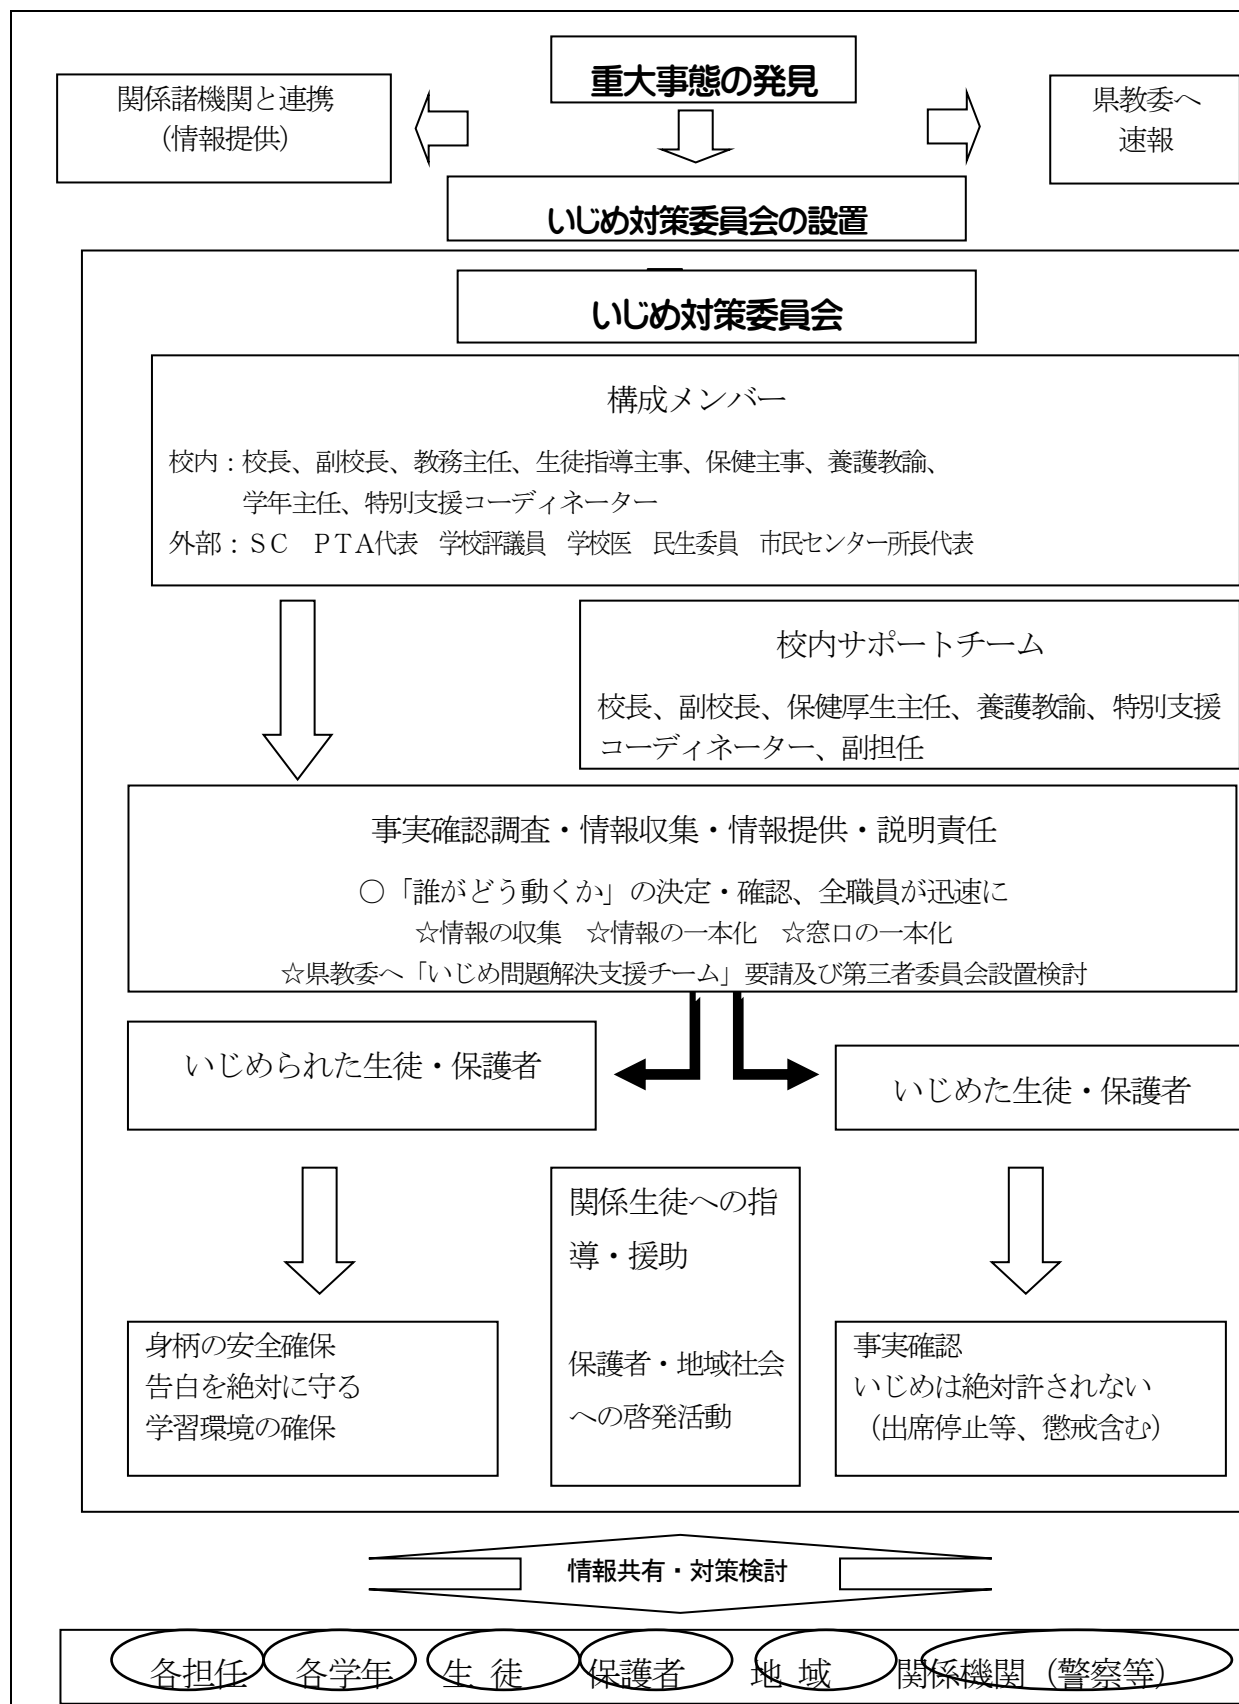 重大事態の発見
関係諸機関と連携
（情報提供）
県教委へ
速報
いじめ対策委員会の設置
いじめ対策委員会
構成メンバー
校内：校長、副校長、教務主任、生徒指導主事、保健主事、養護教諭、
学年主任、特別支援コーディネーター
外部：ＳＣ　ＰＴＡ代表　学校評議員　学校医　民生委員　市民センター所長代表
校内サポートチーム
校長、副校長、保健厚生主任、養護教諭、特別支援
コーディネーター、副担任
事実確認調査・情報収集・情報提供・説明責任
○「誰がどう動くか」の決定・確認、全職員が迅速に
☆情報の収集　☆情報の一本化　☆窓口の一本化
☆県教委へ「いじめ問題解決支援チーム」要請及び第三者委員会設置検討
いじめられた生徒・保護者
いじめた生徒・保護者
関係生徒への指
導・援助
保護者・地域社会
への啓発活動
身柄の安全確保
告白を絶対に守る
学習環境の確保
事実確認
いじめは絶対許されない
（出席停止等、懲戒含む）
情報共有・対策検討
各担任　各学年　生 徒　保護者　地 域　関係機関（警察等）